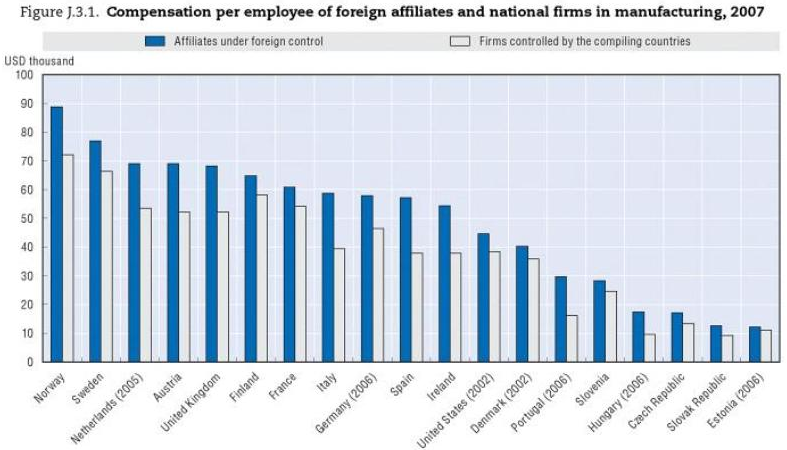 Figure J.3.1. Compensation per employee of foreign affiliates and national firms in manufacturing, 2007
Affiliates under foreign control
Firms controlled by the compiling countries
USD thousand
100
90
80
70
60
50
40
30
20
10
0
Norway
Sweden
Netherlands (2005)
Austria
United Kingdom
Finland
France
Italy
Germany (2006)
Spain
Ireland
United States (2002)
Denmark (2002)
Portugal (2006)
Slovenia
Hungary (2006)
Czech Republic
Slovak Republic
Estonia (2006)